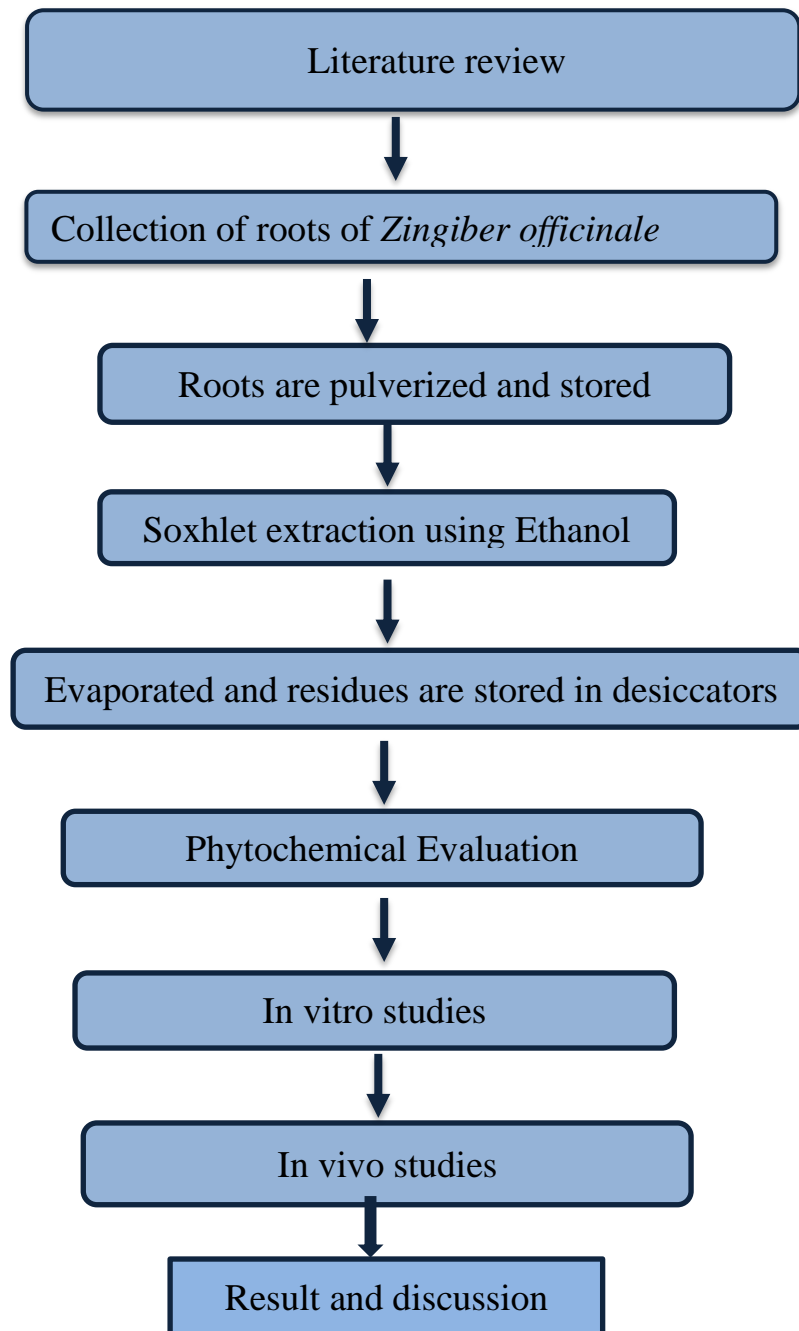 Literature review
Collection of roots of Zingiber officinale
Roots are pulverized and stored
Soxhlet extraction using Ethanol
Evaporated and residues are stored in desiccators
Phytochemical Evaluation
In vitro studies
In vivo studies
Result and discussion